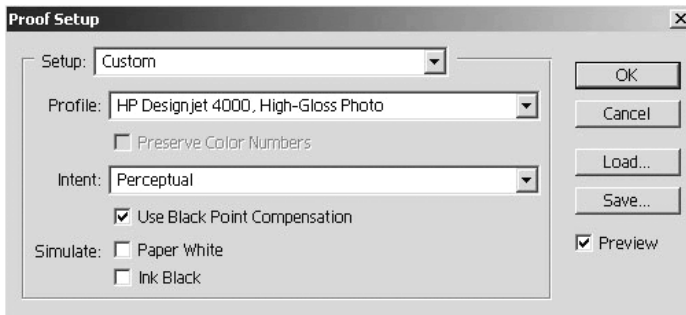 Proof Setup
Setup: Custom
Profile: HP Designjet 4000, High-Gloss Photo
Preserve Color Numbers
Intent: Perceptual
Use Black Point Compensation
Simulate: Paper White
Ink Black
OK
Cancel
Load...
Save...
Preview